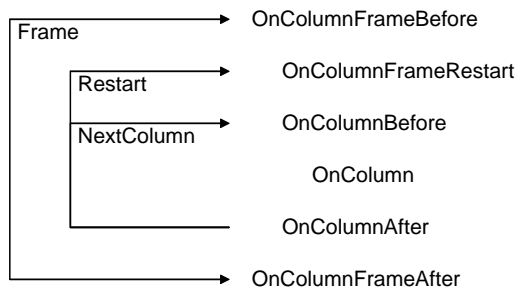 OnColumnFrameBefore
Frame
OnColumnFrameRestart
Restart
OnColumnBefore
NextColumn
OnColumn
OnColumnAfter
OnColumnFrameAfter